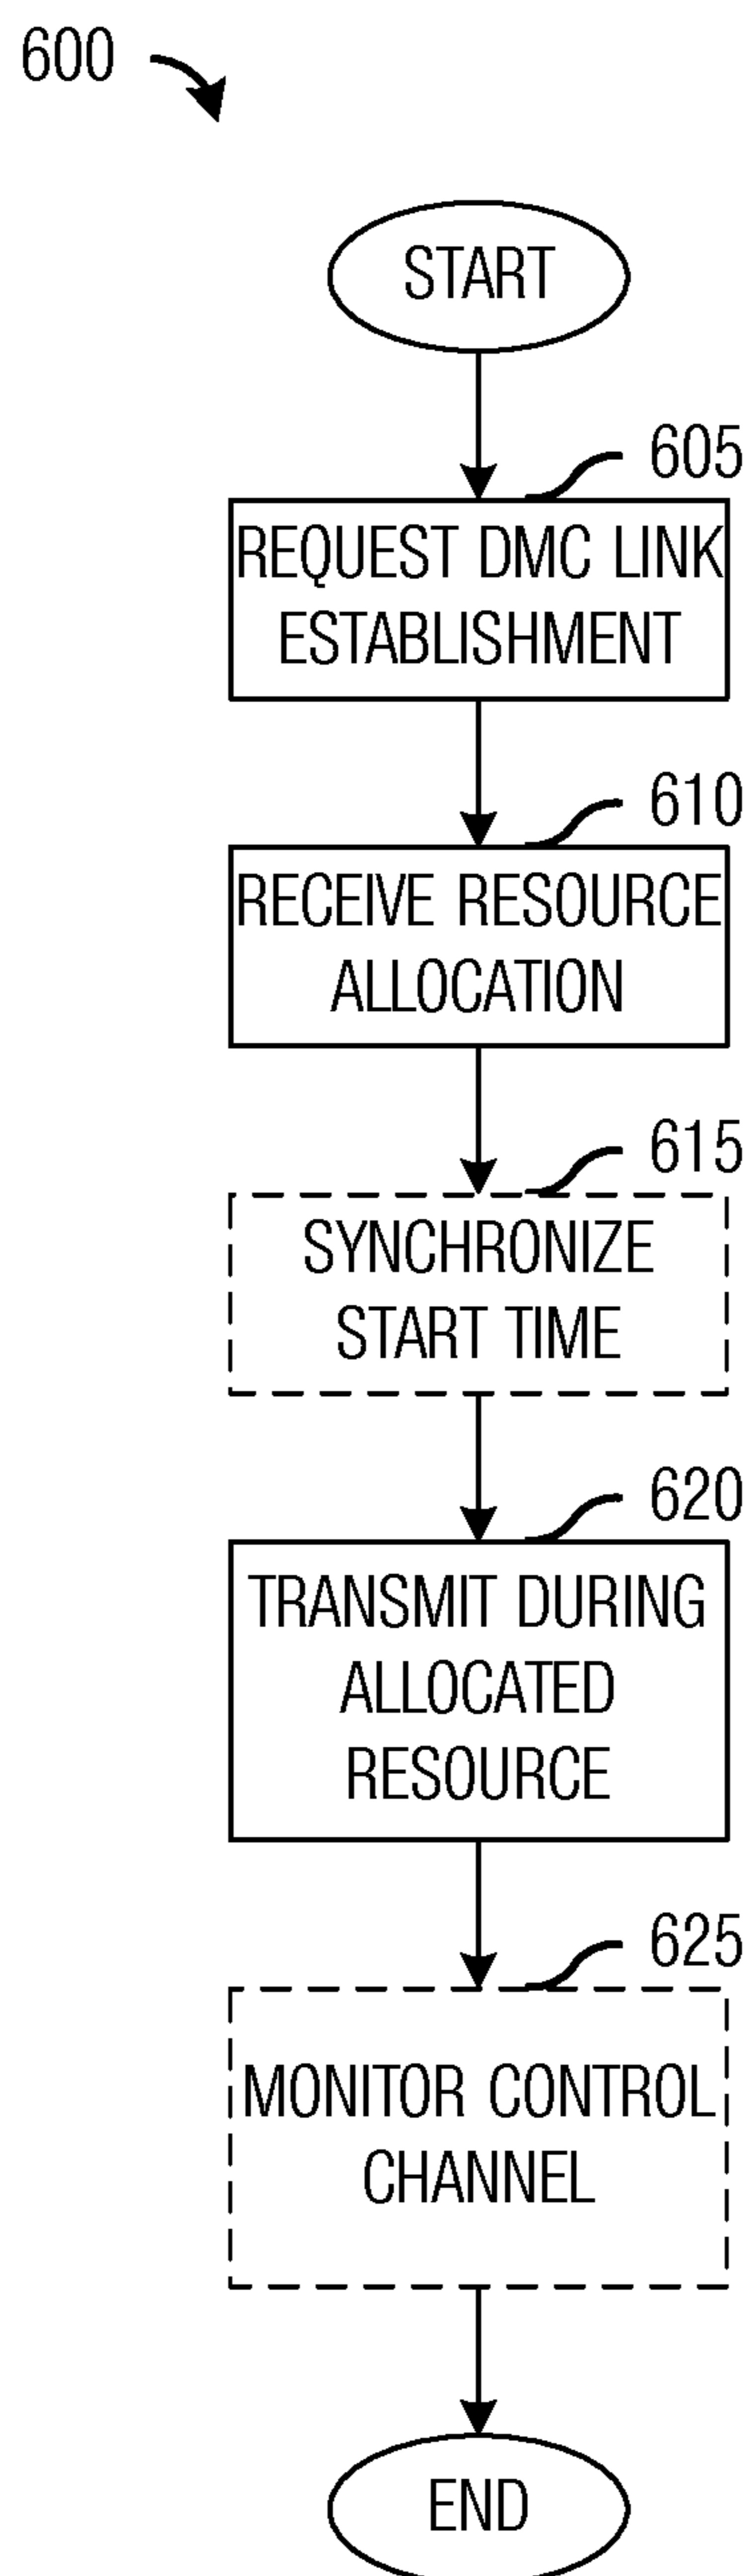 600
START
605
REQUEST DMC LINK
ESTABLISHMENT
610
RECEIVE RESOURCE
ALLOCATION
615
SYNCHRONIZE
START TIME
620
TRANSMIT DURING
ALLOCATED
RESOURCE
625
MONITOR CONTROL
CHANNEL
END